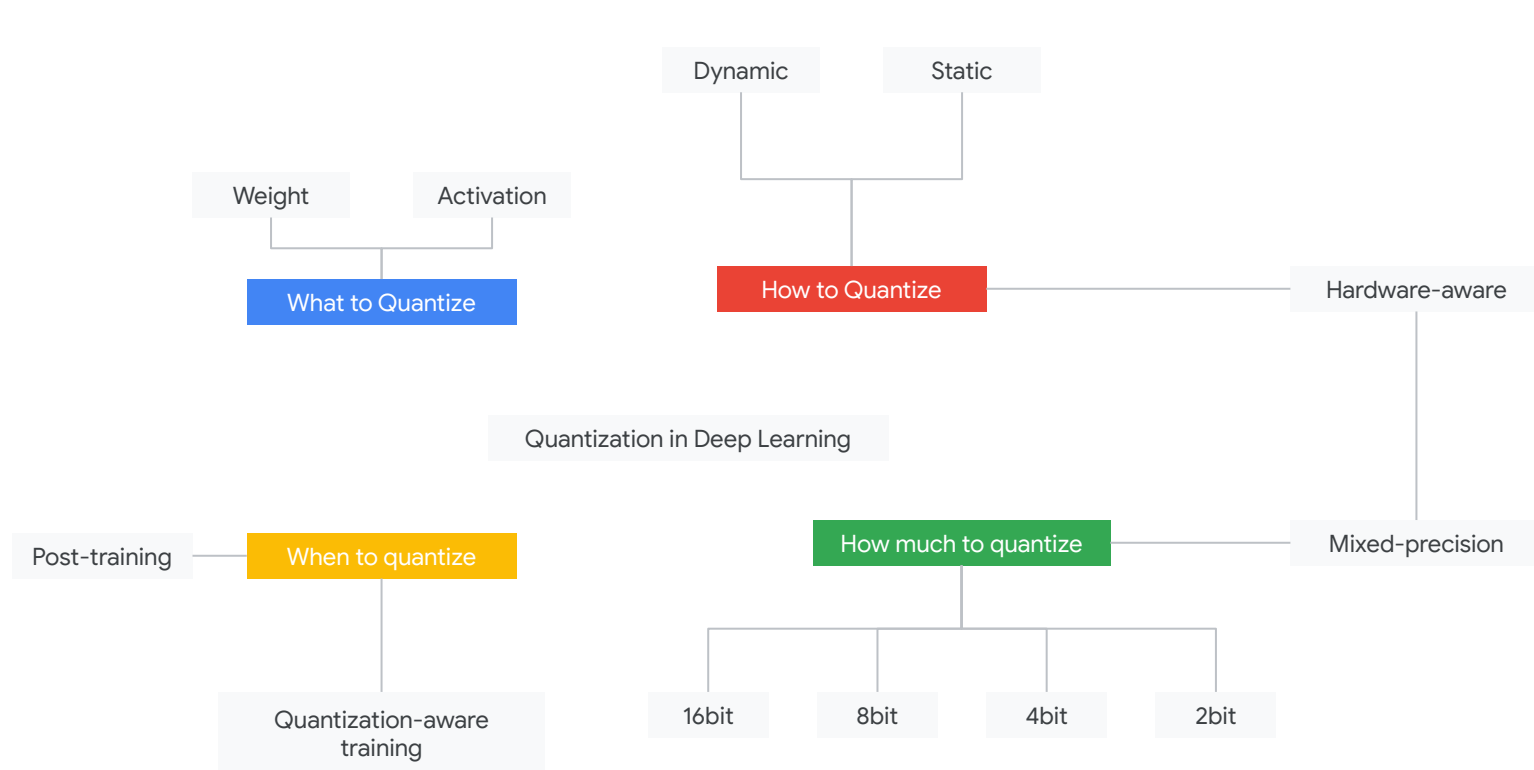 Dynamic
Static
Weight
Activation
What to Quantize
How to Quantize
Hardware-aware
Quantization in Deep Learning
Post-training
When to quantize
How much to quantize
Mixed-precision
Quantization-aware
training
16bit
8bit
4bit
2bit